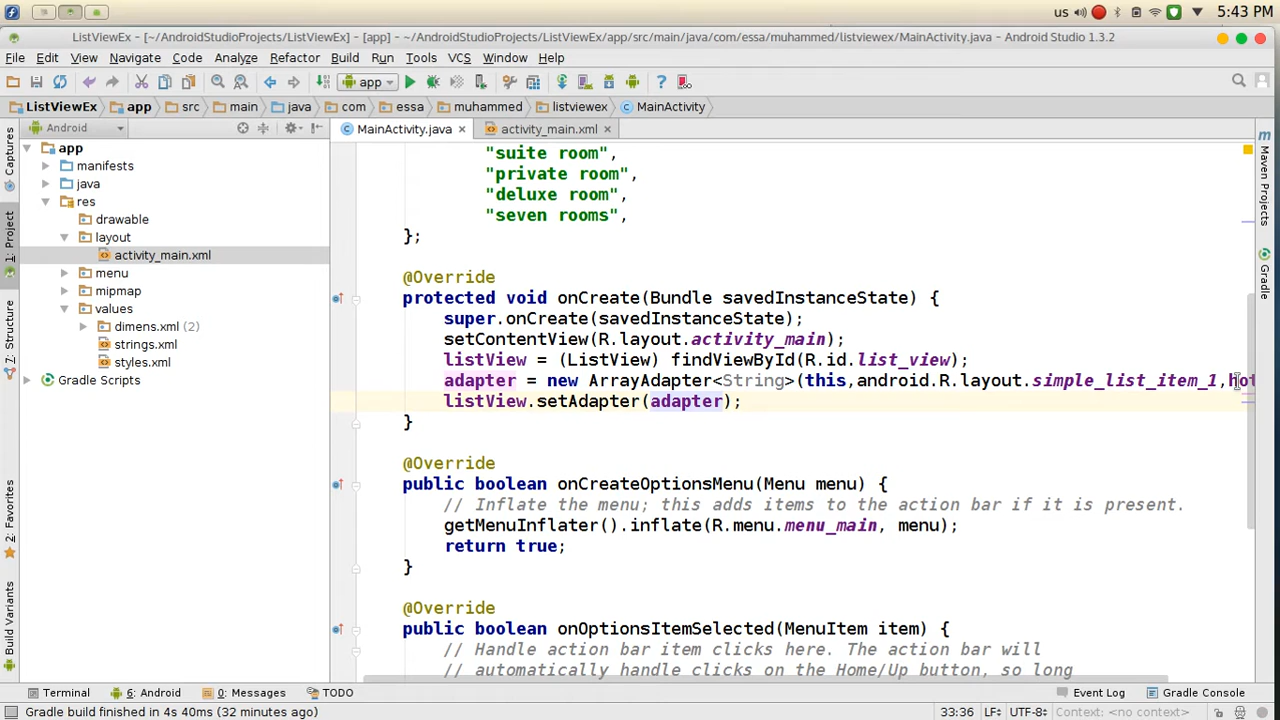 us 5:43 PM
ListViewEx - [~/AndroidStudioProjects/ListViewEx] - [app] - ~/AndroidStudioProjects/ListViewEx/app/src/main/java/com/essa/muhammed/listviewex/MainActivity.java - Android Studio 1.3.2
File Edit View Navigate Code Analyze Refactor Build Run Tools VCS Window Help
app
ListViewEx app src main java com essa muhammed listviewex MainActivity
Android MainActivity.java activity_main.xml
app
manifests
java
res
drawable
layout
activity_main.xml
menu
mipmap
values
dimens.xml (2)
strings.xml
styles.xml
Gradle Scripts
Captures
1: Project
7: Structure
2: Favorites
Build Variants
"suite room",
"private room",
"deluxe room",
"seven rooms",
};
@Override
protected void onCreate(Bundle savedInstanceState) {
super.onCreate(savedInstanceState);
setContentView(R.layout.activity_main);
listView = (ListView) findViewById(R.id.list_view);
adapter = new ArrayAdapter<String>(this,android.R.layout.simple_list_item_1,hot
listView.setAdapter(adapter);
}
@Override
public boolean onCreateOptionsMenu(Menu menu) {
// Inflate the menu; this adds items to the action bar if it is present.
getMenuInflater().inflate(R.menu.menu_main, menu);
return true;
}
@Override
public boolean onOptionsItemSelected(MenuItem item) {
// Handle action bar item clicks here. The action bar will
// automatically handle clicks on the Home/Up button, so long
m
Maven Projects
Gradle
Terminal 6: Android 0: Messages TODO Event Log Gradle Console
Gradle build finished in 4s 40ms (32 minutes ago) 33:36 LF÷ UTF-8÷ Context: <no context>